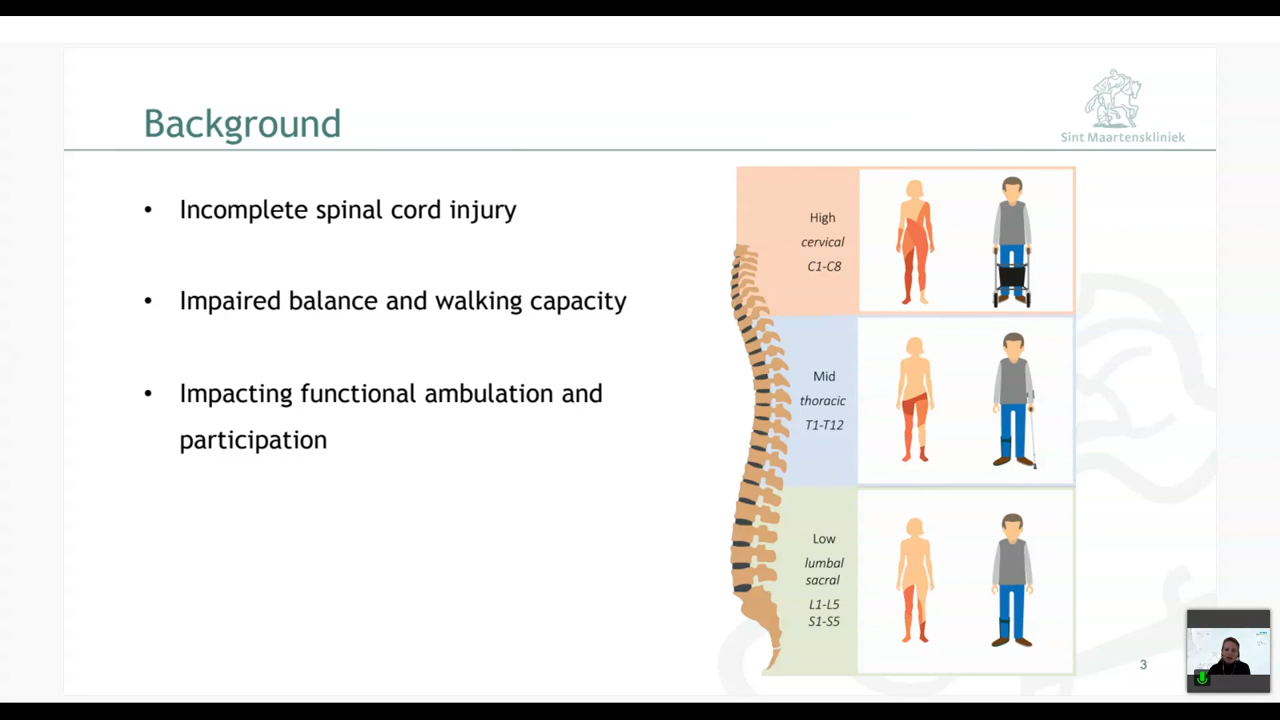 Background
Sint Maartenskliniek
• Incomplete spinal cord injury
• Impaired balance and walking capacity
• Impacting functional ambulation and
participation
High
cervical
C1-C8
Mid
thoracic
T1-T12
Low
lumbal
sacral
L1-L5
S1-S5
3